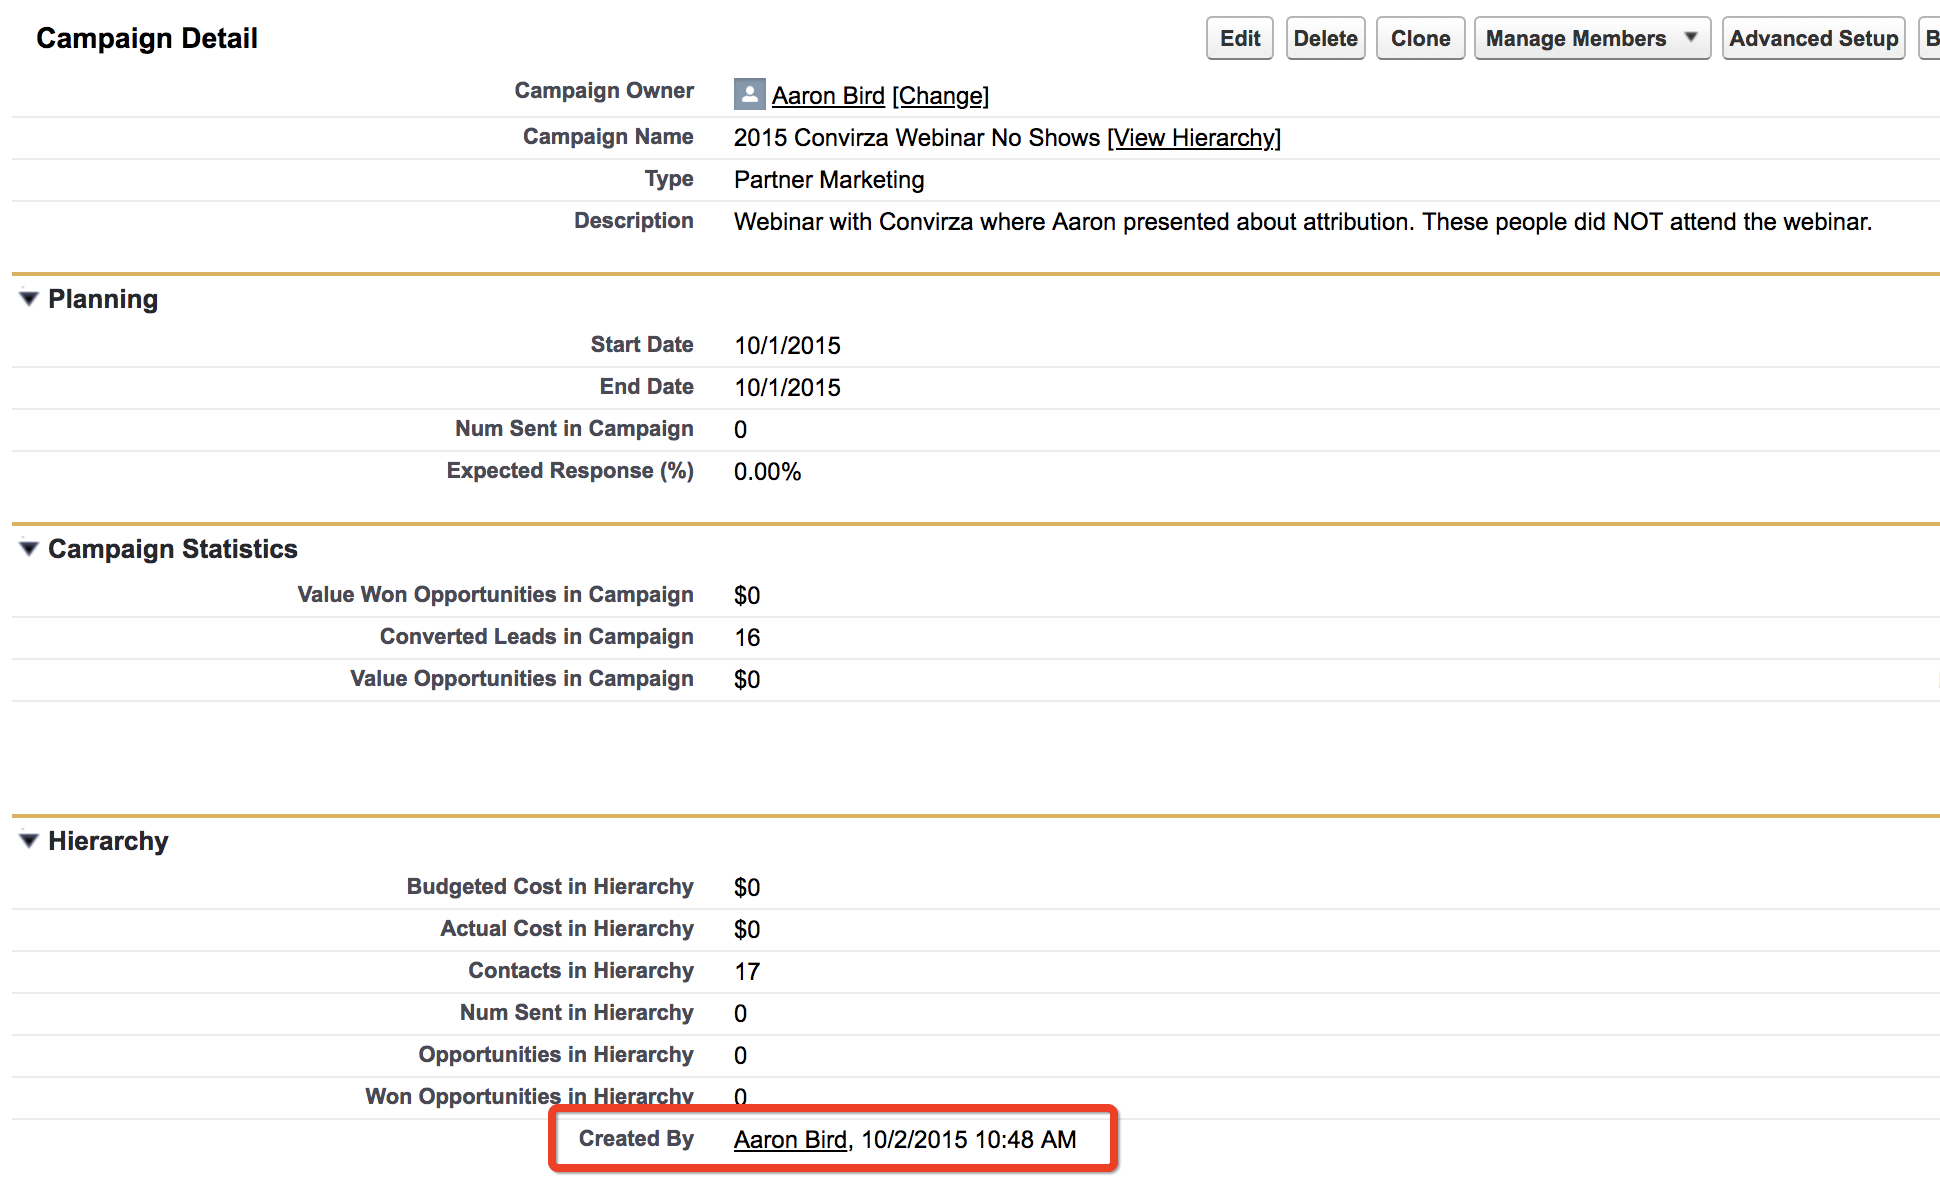 Campaign Detail Edit Delete Clone Manage Members Advanced Setup
Campaign Owner Aaron Bird [Change]
Campaign Name 2015 Convirza Webinar No Shows [View Hierarchy]
Type Partner Marketing
Description Webinar with Convirza where Aaron presented about attribution. These people did NOT attend the webinar.
Planning
Start Date 10/1/2015
End Date 10/1/2015
Num Sent in Campaign 0
Expected Response (%) 0.00%
Campaign Statistics
Value Won Opportunities in Campaign $0
Converted Leads in Campaign 16
Value Opportunities in Campaign $0
Hierarchy
Budgeted Cost in Hierarchy $0
Actual Cost in Hierarchy $0
Contacts in Hierarchy 17
Num Sent in Hierarchy 0
Opportunities in Hierarchy 0
Won Opportunities in Hierarchy 0
Created By Aaron Bird, 10/2/2015 10:48 AM